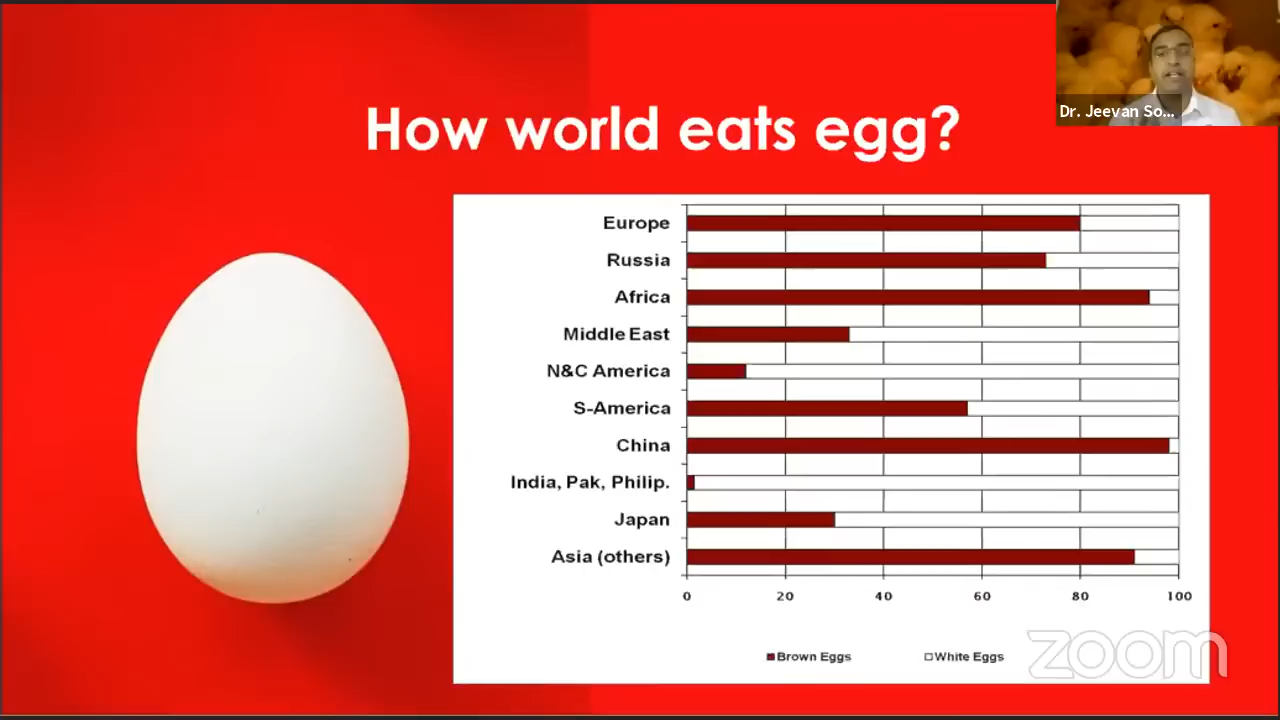 How world eats egg?
Dr. Jeevan So...
Europe
Russia
Africa
Middle East
N&C America
S-America
China
India, Pak, Philip.
Japan
Asia (others)
0 20 40 60 80 100
Brown Eggs White Eggs
zoom